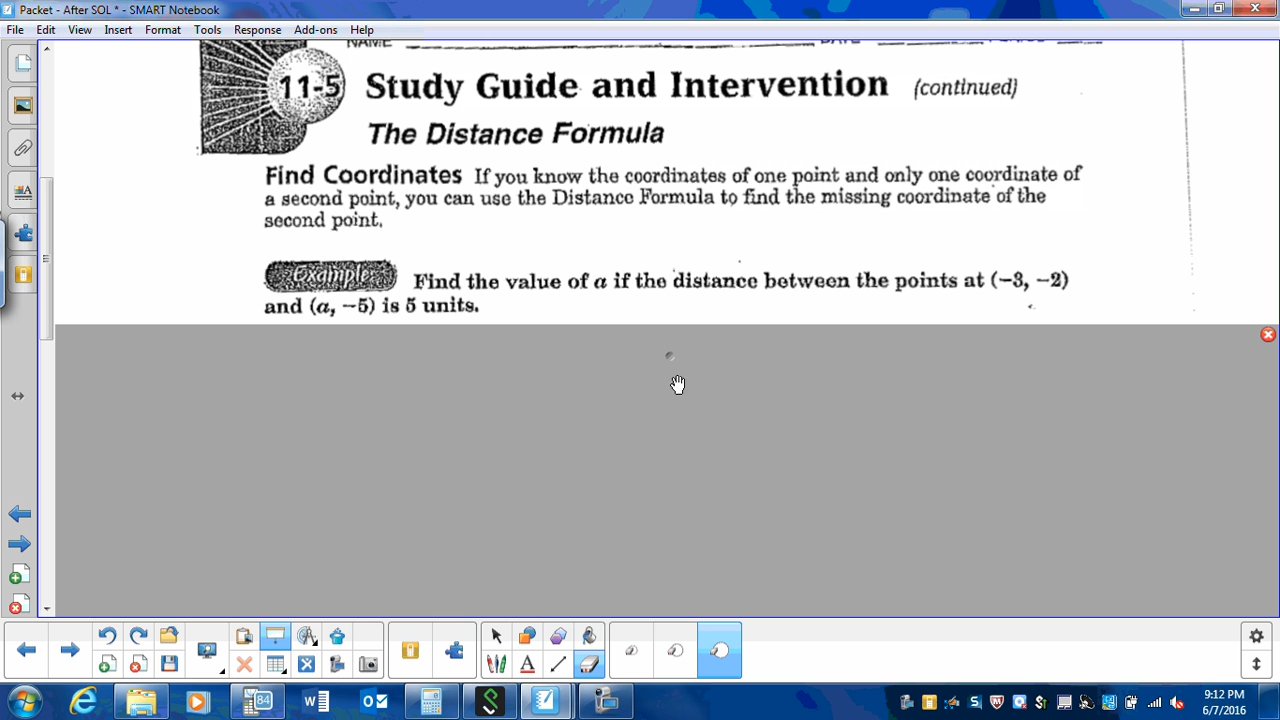 Packet - After SOL * - SMART Notebook
File Edit View Insert Format Tools Response Add-ons Help
NAME DATE PERIOD
11-5 Study Guide and Intervention (continued)
The Distance Formula
Find Coordinates If you know the coordinates of one point and only one coordinate of
a second point, you can use the Distance Formula to find the missing coordinate of the
second point.
Example Find the value of a if the distance between the points at (−3, −2)
and (a, −5) is 5 units.
84
9:12 PM
6/7/2016